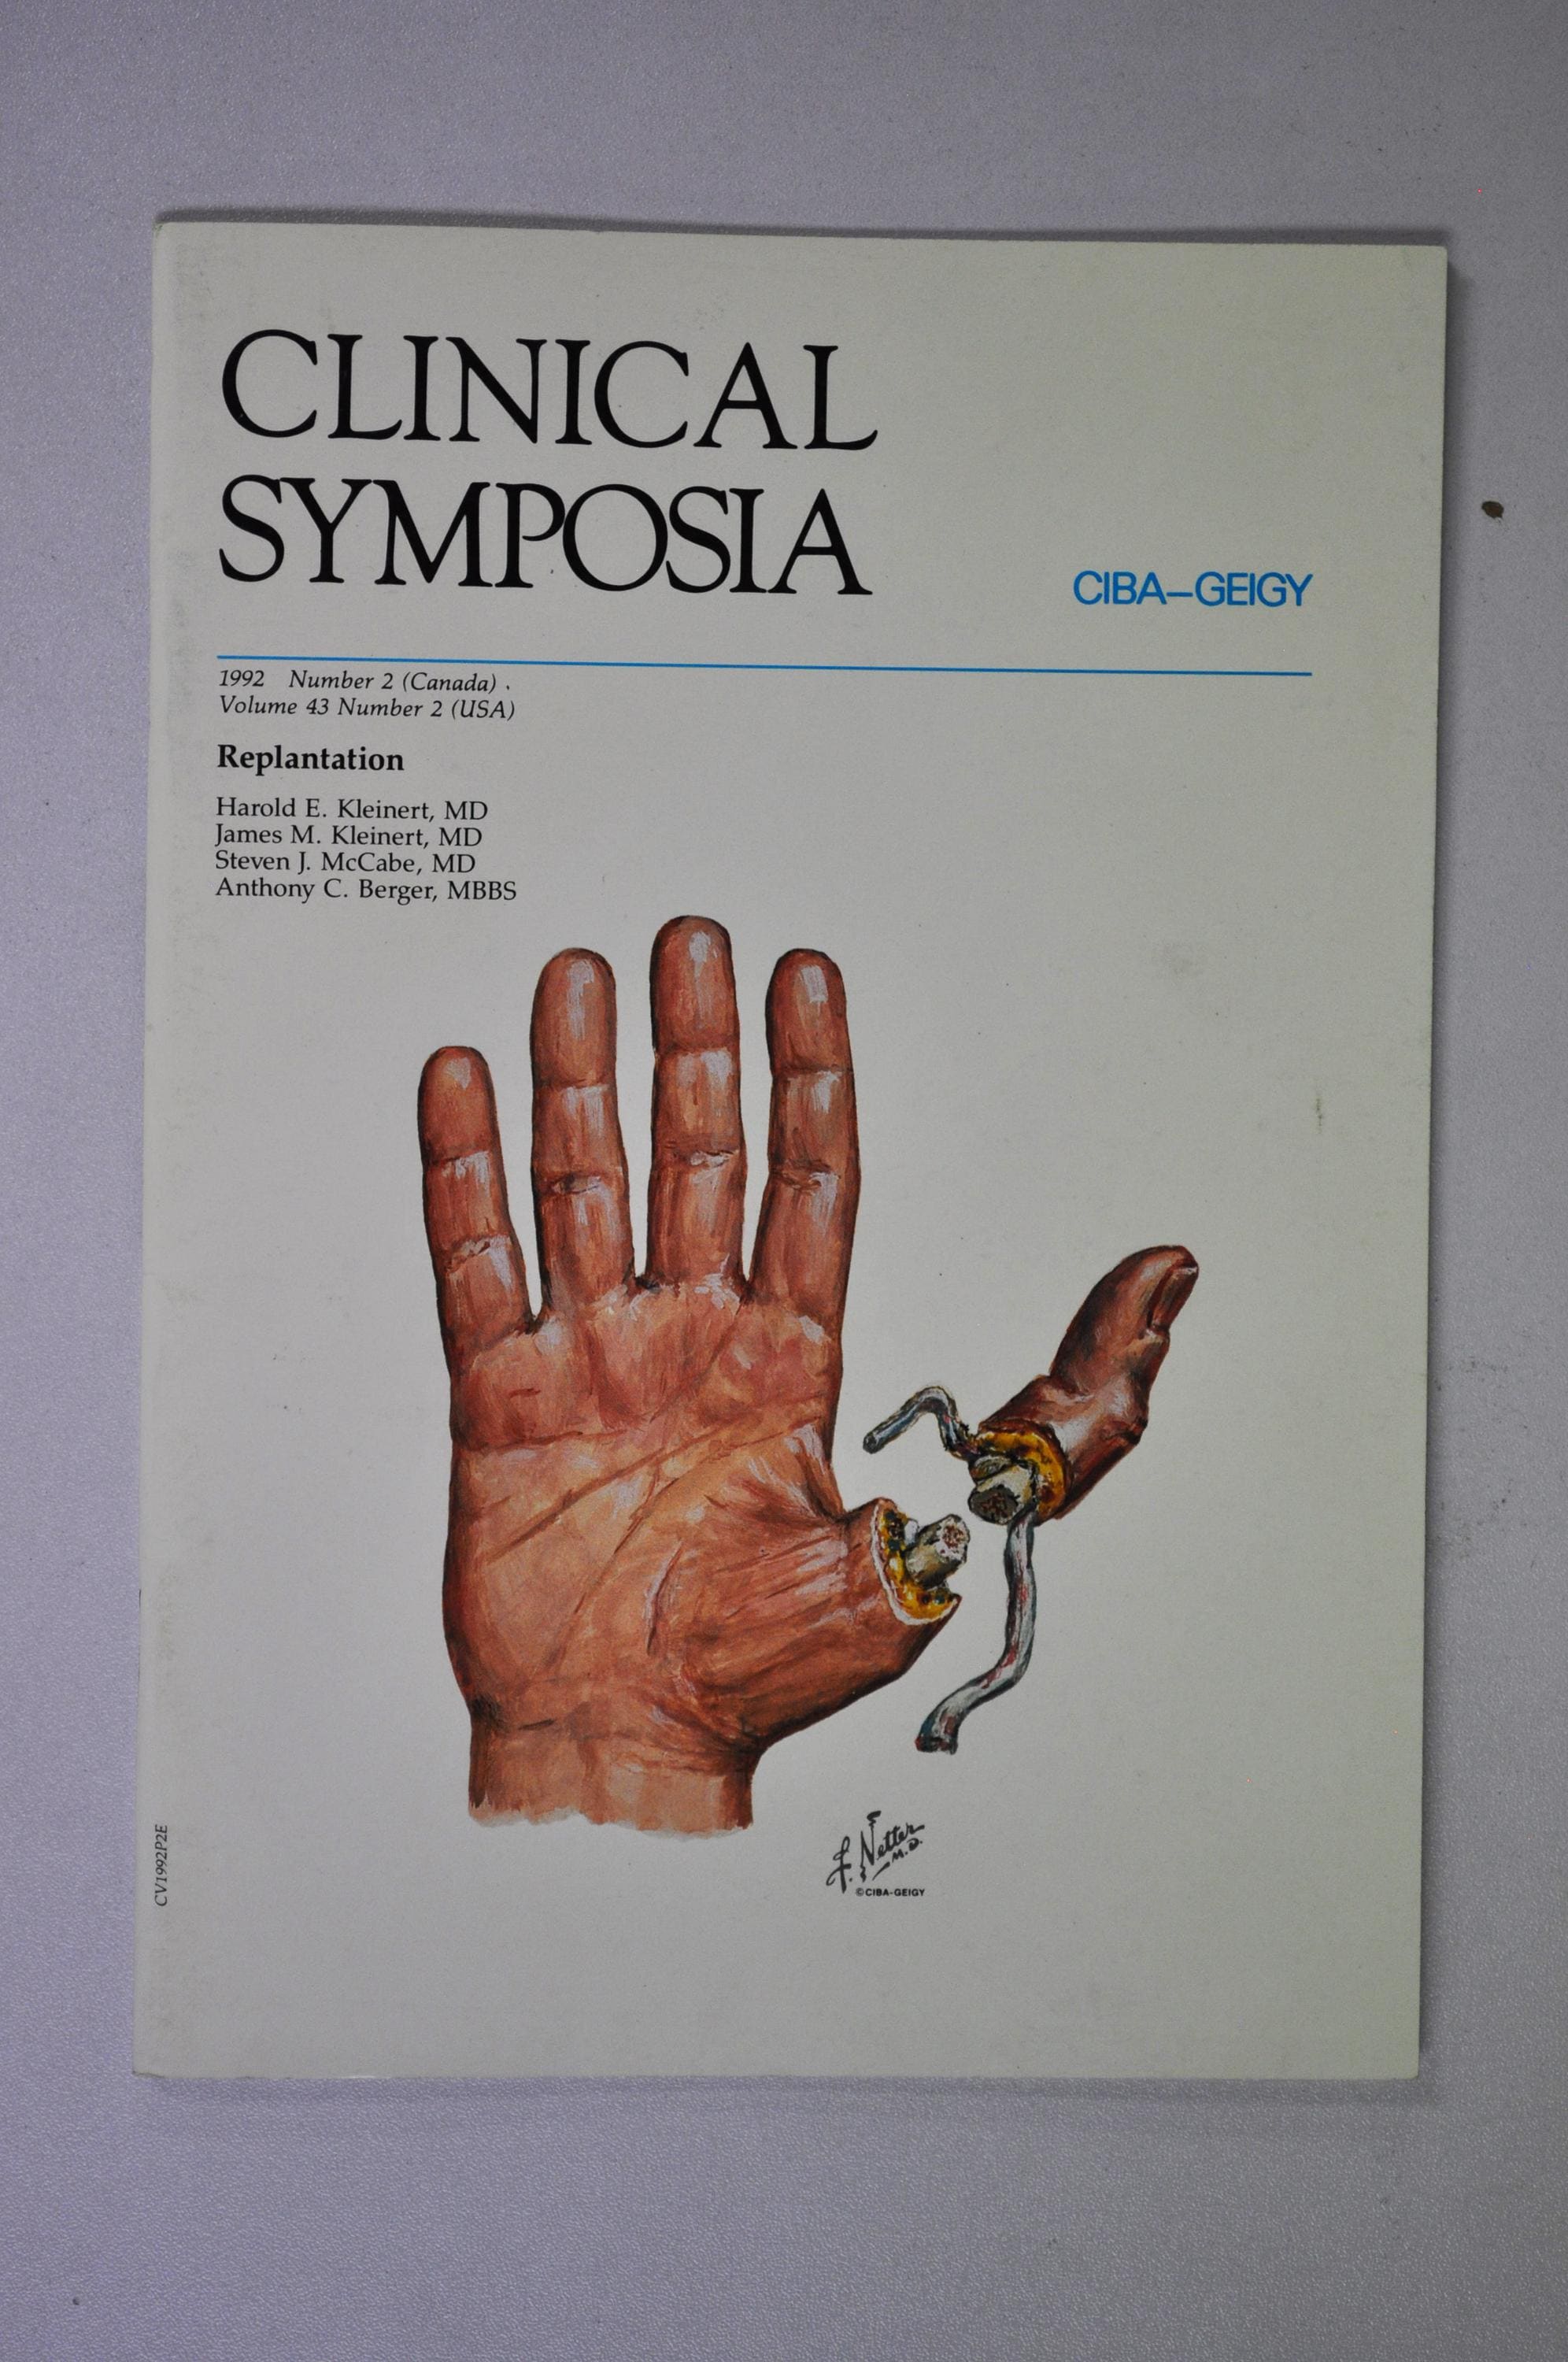 CLINICAL
SYMPOSIA
CIBA–GEIGY
1992 Number 2 (Canada) .
Volume 43 Number 2 (USA)
Replantation
Harold E. Kleinert, MD
James M. Kleinert, MD
Steven J. McCabe, MD
Anthony C. Berger, MBBS
F. Netter
M.D.
©CIBA-GEIGY
CV1992P2E